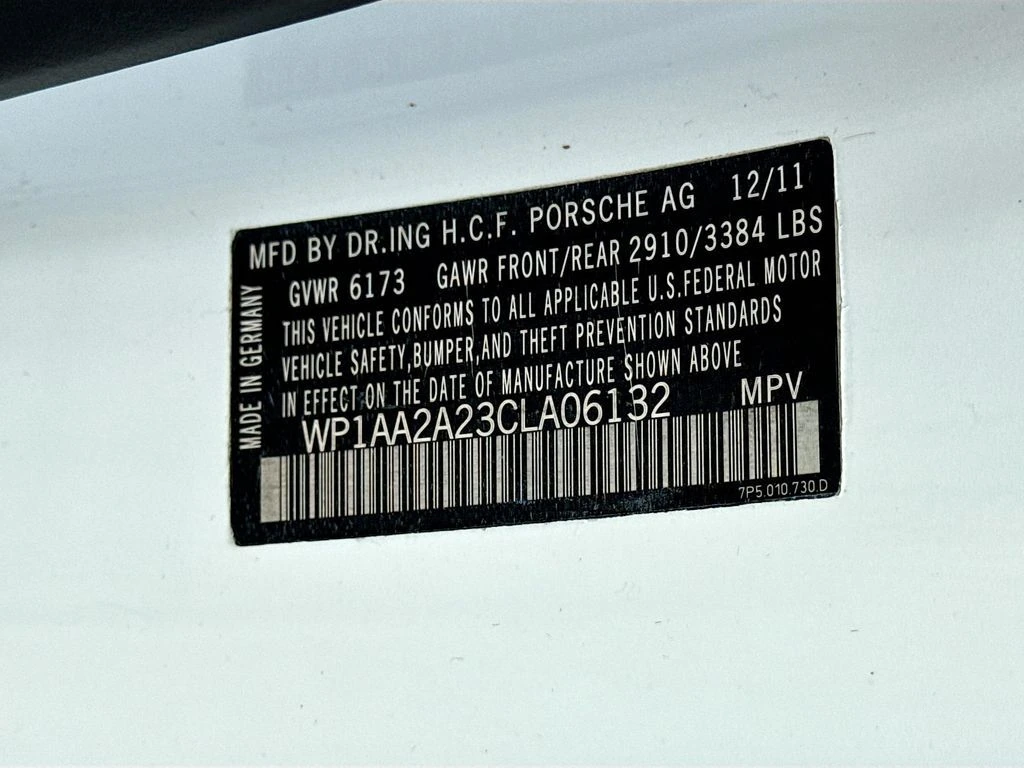 MFD BY DR.ING H.C.F. PORSCHE AG 12/11
GVWR 6173 GAWR FRONT/REAR 2910/3384 LBS
THIS VEHICLE CONFORMS TO ALL APPLICABLE U.S.FEDERAL MOTOR
VEHICLE SAFETY,BUMPER,AND THEFT PREVENTION STANDARDS
IN EFFECT ON THE DATE OF MANUFACTURE SHOWN ABOVE
WP1AA2A23CLA06132 MPV
7P5.010.730 D
MADE IN GERMANY